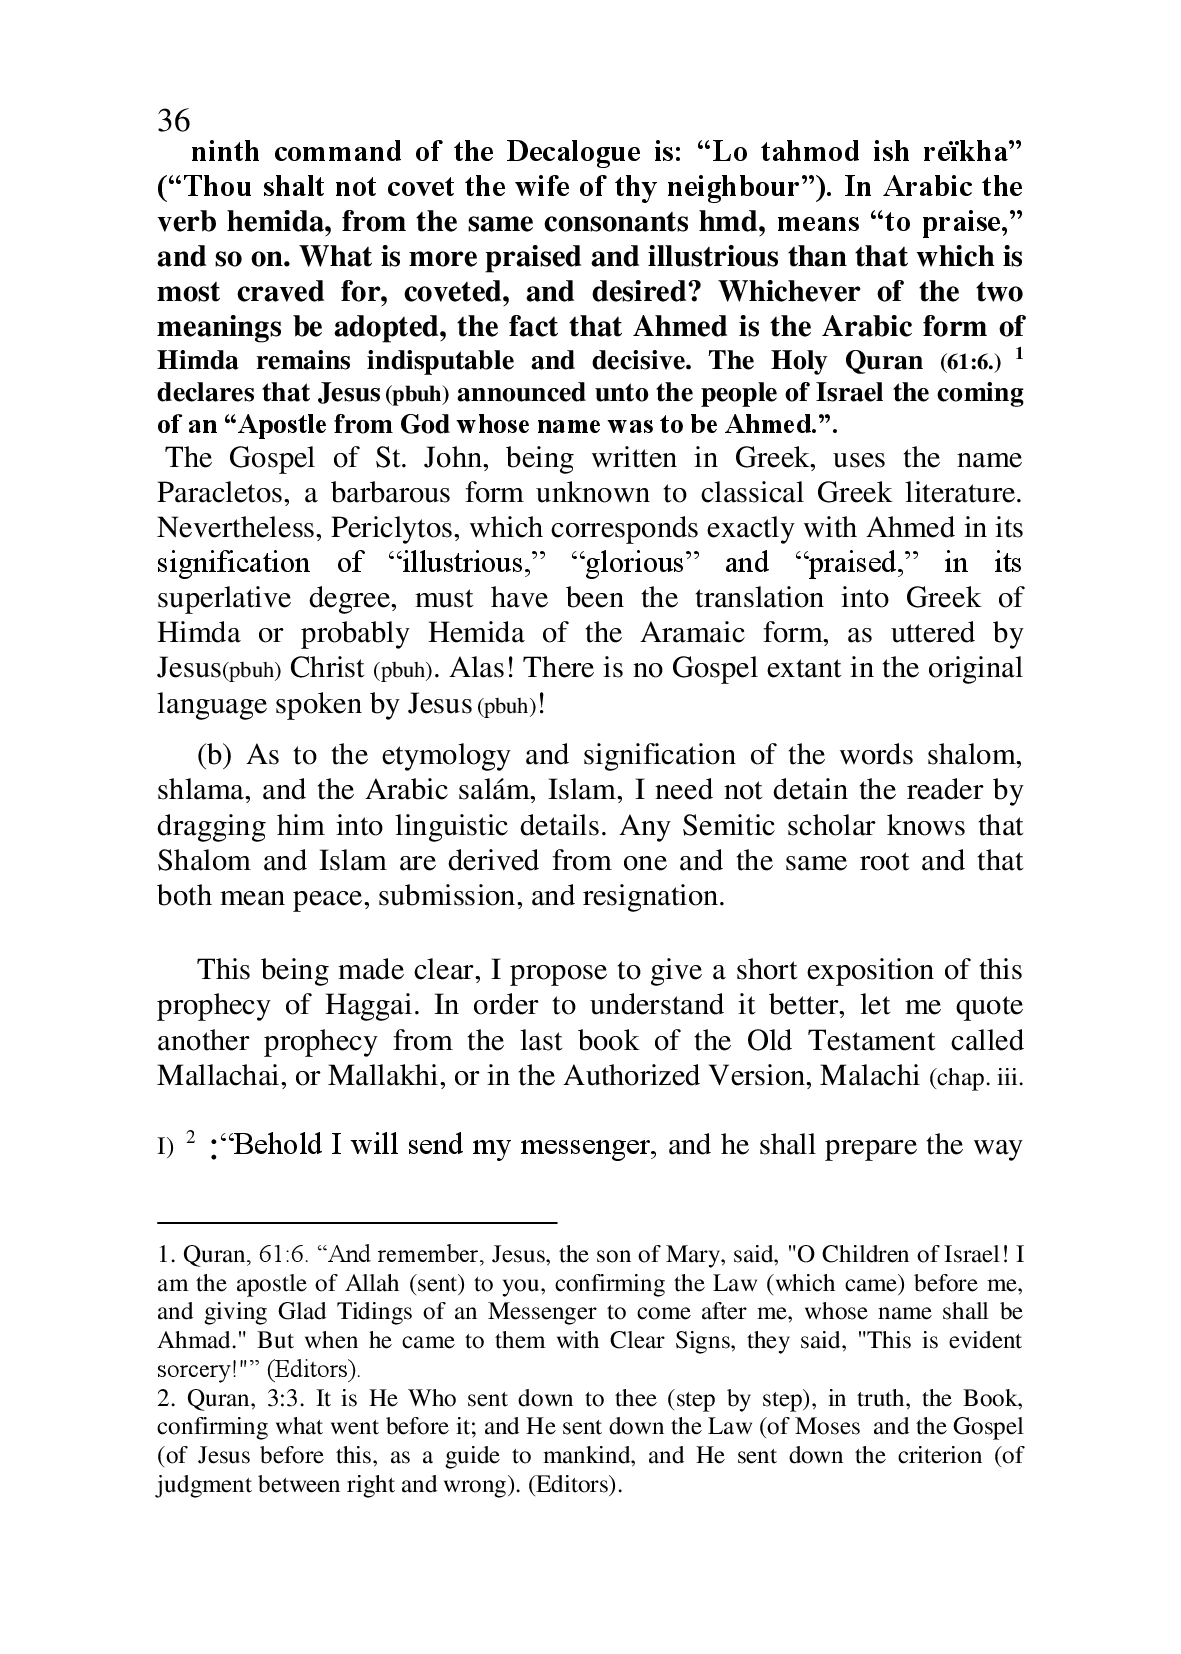 36
ninth command of the Decalogue is: “Lo tahmod ish reïkha”
(“Thou shalt not covet the wife of thy neighbour”). In Arabic the
verb hemida, from the same consonants hmd, means “to praise,”
and so on. What is more praised and illustrious than that which is
most craved for, coveted, and desired? Whichever of the two
meanings be adopted, the fact that Ahmed is the Arabic form of
Himda remains indisputable and decisive. The Holy Quran (61:6.) 1
declares that Jesus (pbuh) announced unto the people of Israel the coming
of an “Apostle from God whose name was to be Ahmed.”.
The Gospel of St. John, being written in Greek, uses the name
Paracletos, a barbarous form unknown to classical Greek literature.
Nevertheless, Periclytos, which corresponds exactly with Ahmed in its
signification of “illustrious,” “glorious” and “praised,” in its
superlative degree, must have been the translation into Greek of
Himda or probably Hemida of the Aramaic form, as uttered by
Jesus(pbuh) Christ (pbuh). Alas! There is no Gospel extant in the original
language spoken by Jesus (pbuh)!
(b) As to the etymology and signification of the words shalom,
shlama, and the Arabic salám, Islam, I need not detain the reader by
dragging him into linguistic details. Any Semitic scholar knows that
Shalom and Islam are derived from one and the same root and that
both mean peace, submission, and resignation.
This being made clear, I propose to give a short exposition of this
prophecy of Haggai. In order to understand it better, let me quote
another prophecy from the last book of the Old Testament called
Mallachai, or Mallakhi, or in the Authorized Version, Malachi (chap. iii.
I) 2 :“Behold I will send my messenger, and he shall prepare the way
1. Quran, 61:6. “And remember, Jesus, the son of Mary, said, "O Children of Israel! I
am the apostle of Allah (sent) to you, confirming the Law (which came) before me,
and giving Glad Tidings of an Messenger to come after me, whose name shall be
Ahmad." But when he came to them with Clear Signs, they said, "This is evident
sorcery!"” (Editors).
2. Quran, 3:3. It is He Who sent down to thee (step by step), in truth, the Book,
confirming what went before it; and He sent down the Law (of Moses  and the Gospel
(of Jesus before this, as a guide to mankind, and He sent down the criterion (of
judgment between right and wrong). (Editors).